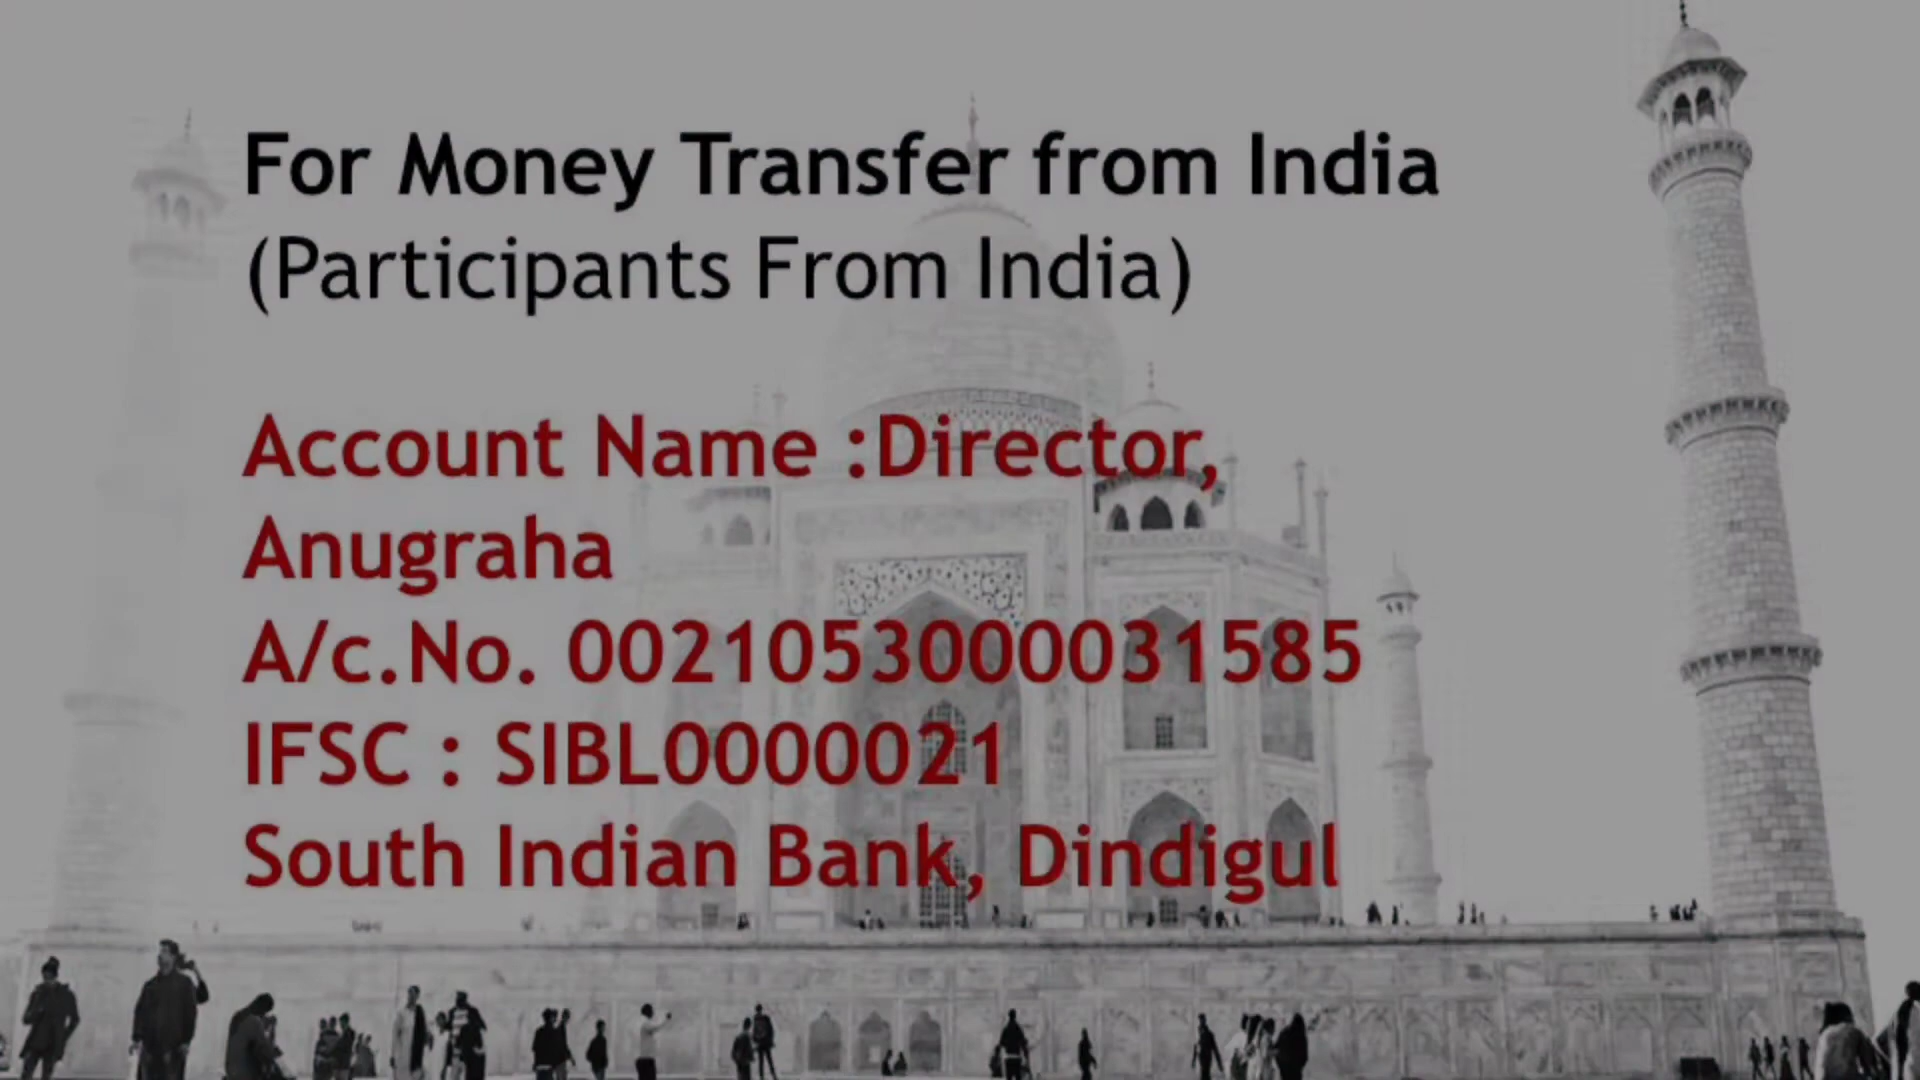 For Money Transfer from India
(Participants From India)
Account Name :Director,
Anugraha
A/c.No. 0021053000031585
IFSC : SIBL0000021
South Indian Bank, Dindigul